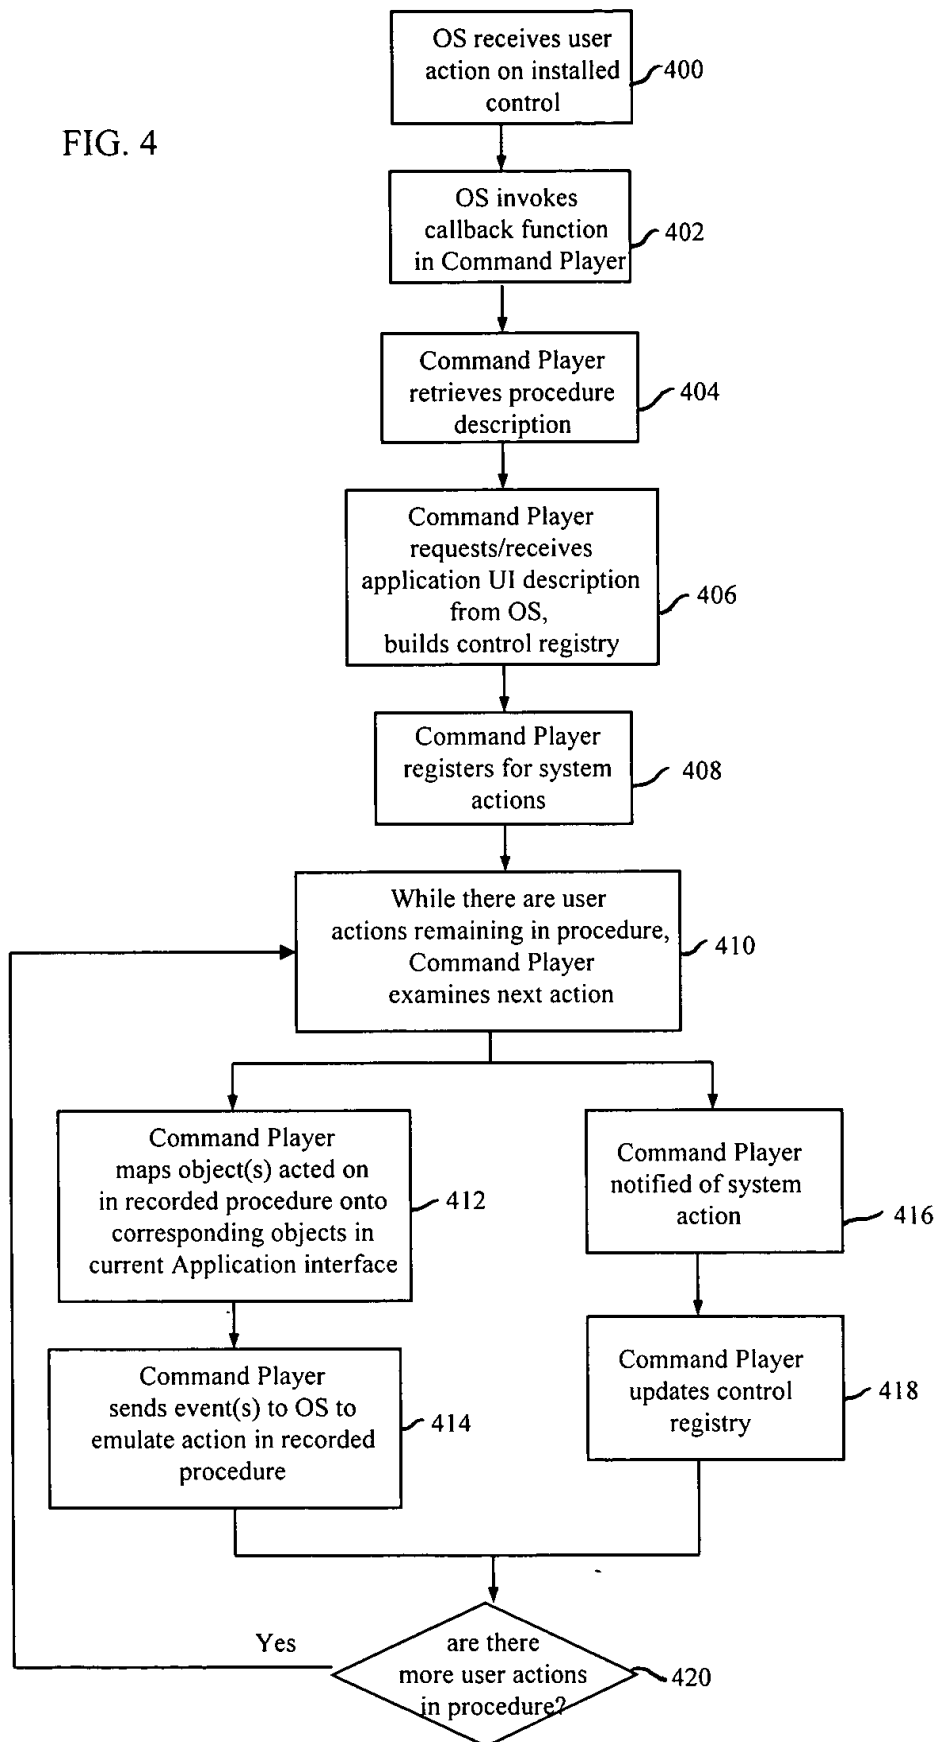 OS receives user
action on installed
control
400
FIG. 4
OS invokes
callback function
in Command Player
402
Command Player
retrieves procedure
description
404
Command Player
requests/receives
application UI description
from OS,
builds control registry
406
Command Player
registers for system
actions
408
While there are user
actions remaining in procedure,
Command Player
examines next action
410
Command Player
maps object(s) acted on
in recorded procedure onto
corresponding objects in
current Application interface
412
Command Player
notified of system
action
416
Command Player
sends event(s) to OS to
emulate action in recorded
procedure
414
Command Player
updates control
registry
418
Yes
are there
more user actions
in procedure?
420